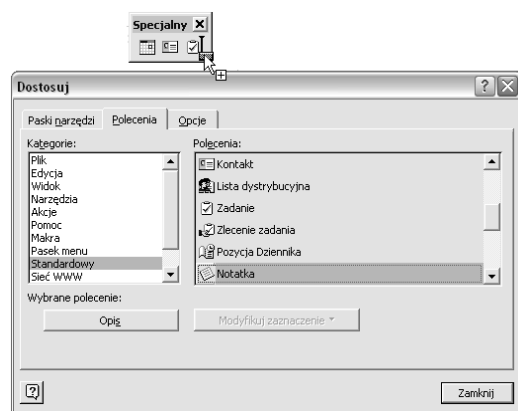 Specjalny
Dostosuj
Paski narzędzi
Polecenia
Opcje
Kategorie:
Plik
Edycja
Widok
Narzędzia
Akcje
Pomoc
Makra
Pasek menu
Standardowy
Sieć WWW
Polecenia:
Kontakt
Lista dystrybucyjna
Zadanie
Zlecenie zadania
Pozycja Dziennika
Notatka
Wybrane polecenie:
Opis
Modyfikuj zaznaczenie
Zamknij